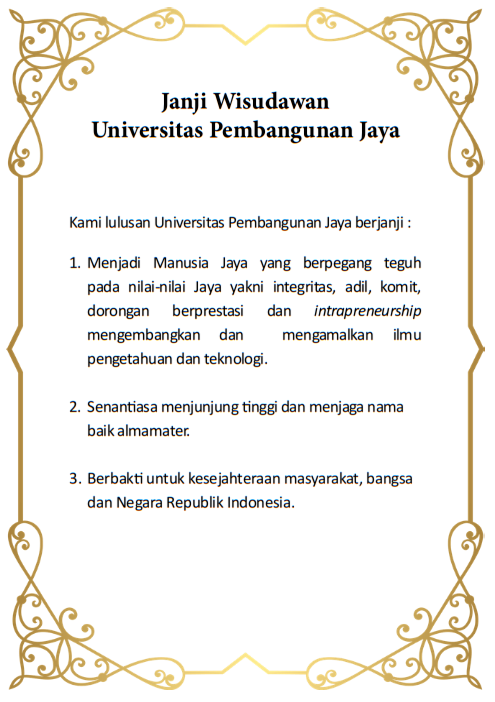 Janji Wisudawan
Universitas Pembangunan Jaya
Kami lulusan Universitas Pembangunan Jaya berjanji :
1. Menjadi Manusia Jaya yang berpegang teguh
pada nilai-nilai Jaya yakni integritas, adil, komit,
dorongan berprestasi dan intrapreneurship
mengembangkan dan mengamalkan ilmu
pengetahuan dan teknologi.
2. Senantiasa menjunjung tinggi dan menjaga nama
baik almamater.
3. Berbakti untuk kesejahteraan masyarakat, bangsa
dan Negara Republik Indonesia.